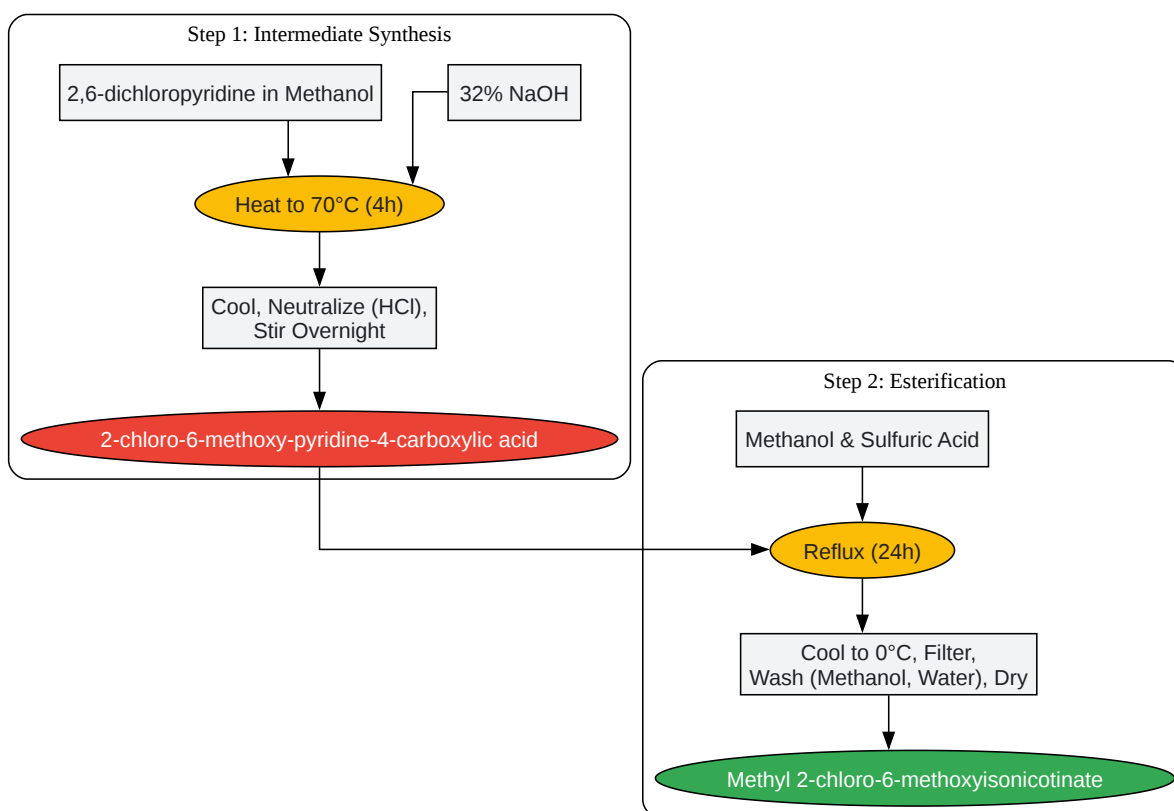 Step 1: Intermediate Synthesis
2,6-dichloropyridine in Methanol
32% NaOH
Heat to 70°C (4h)
Cool, Neutralize (HCl),
Stir Overnight
2-chloro-6-methoxy-pyridine-4-carboxylic acid
Step 2: Esterification
Methanol & Sulfuric Acid
Reflux (24h)
Cool to 0°C, Filter,
Wash (Methanol, Water), Dry
Methyl 2-chloro-6-methoxyisonicotinate